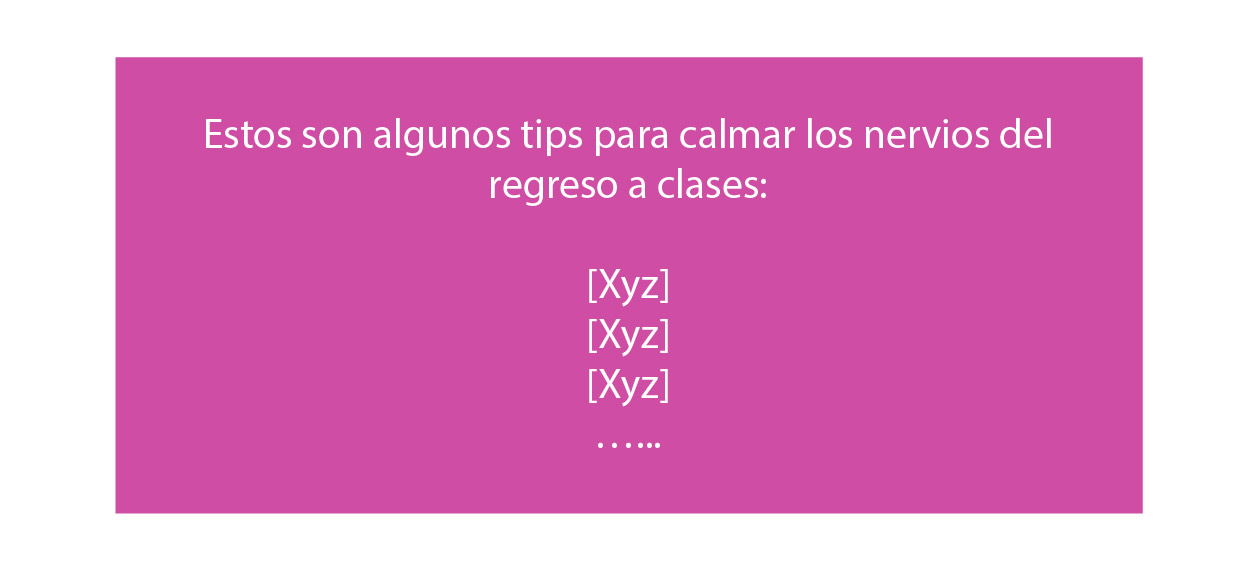 Estos son algunos tips para calmar los nervios del
regreso a clases:
[Xyz]
[Xyz]
[Xyz]
…...